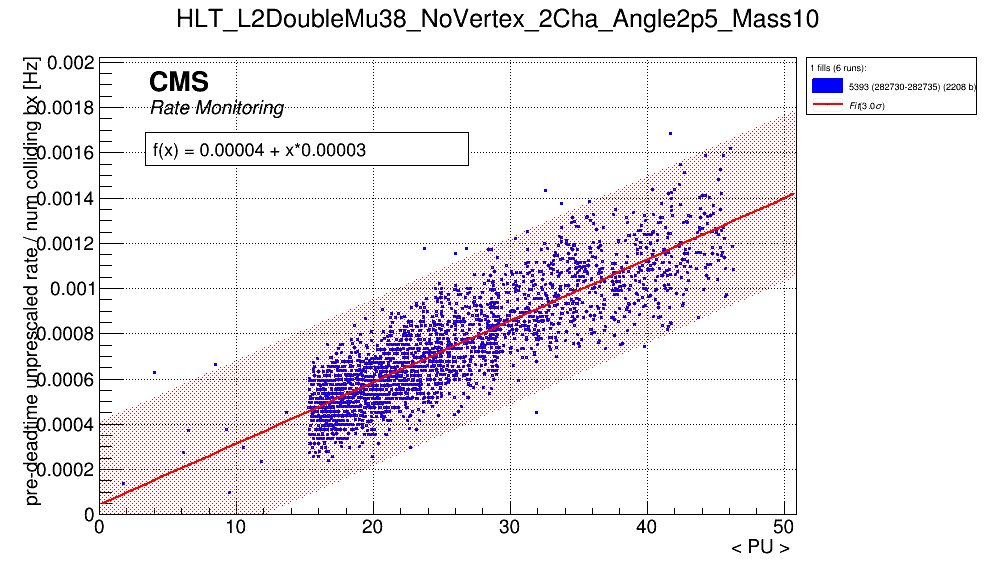 HLT_L2DoubleMu38_NoVertex_2Cha_Angle2p5_Mass10
pre-deadtime unprescaled rate / num colliding bx [Hz]
CMS
Rate Monitoring
f(x) = 0.00004 + x*0.00003
1 fills (6 runs):
5393 (282730-282735) (2208 b)
Fit(3.0σ)
0.002
0.0018
0.0016
0.0014
0.0012
0.001
0.0008
0.0006
0.0004
0.0002
0
0 10 20 30 40 50
< PU >